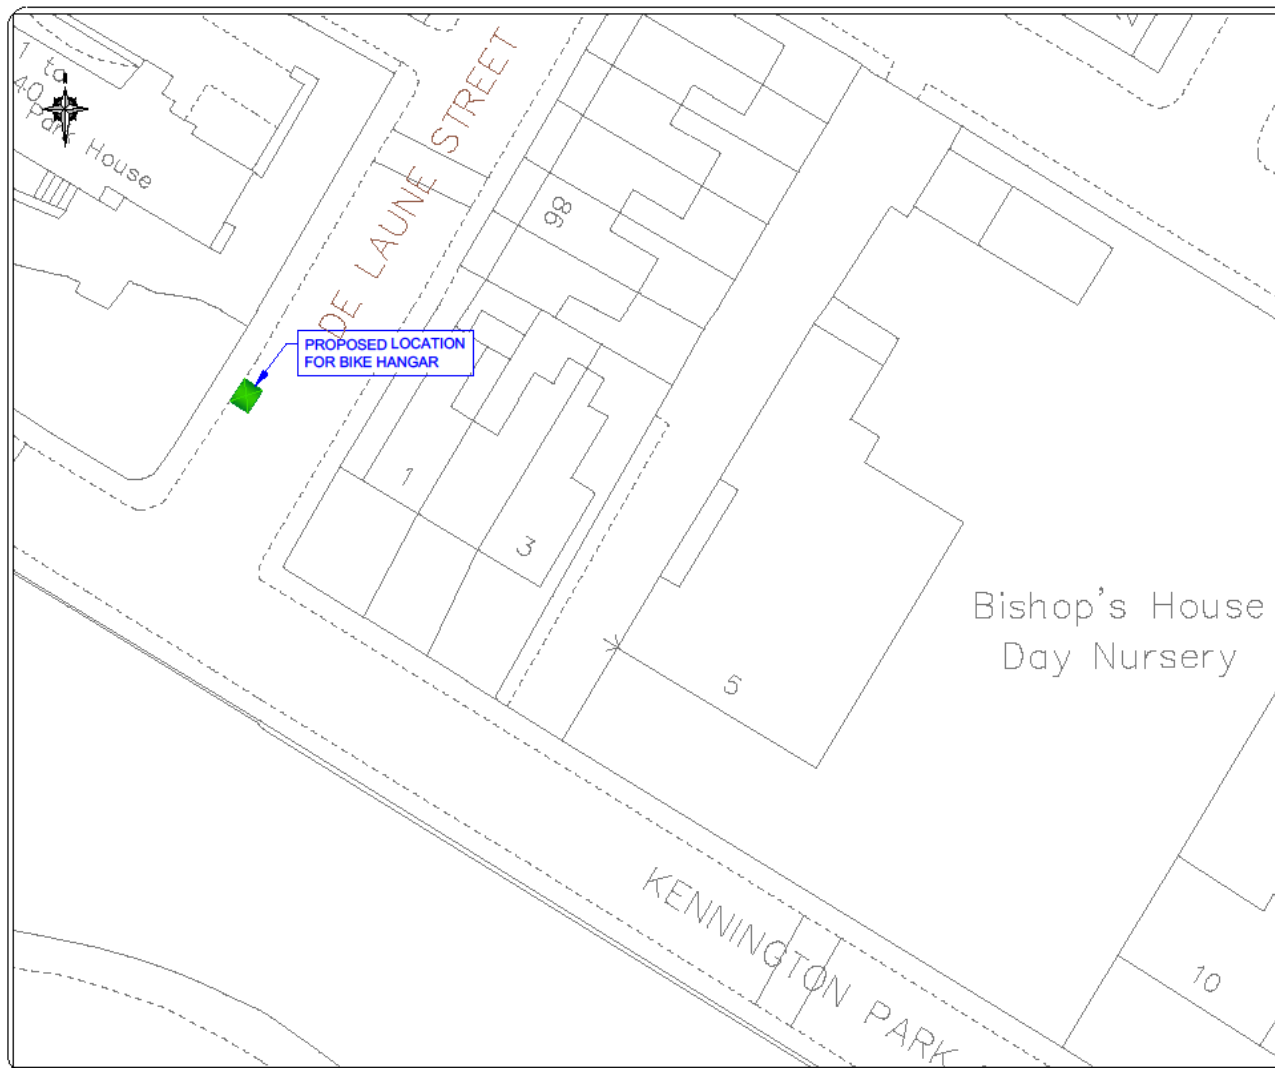 1 to
40
Park House
DE LAUNE STREET
98
PROPOSED LOCATION
FOR BIKE HANGAR
1
3
5
Bishop's House
Day Nursery
KENNINGTON PARK
10